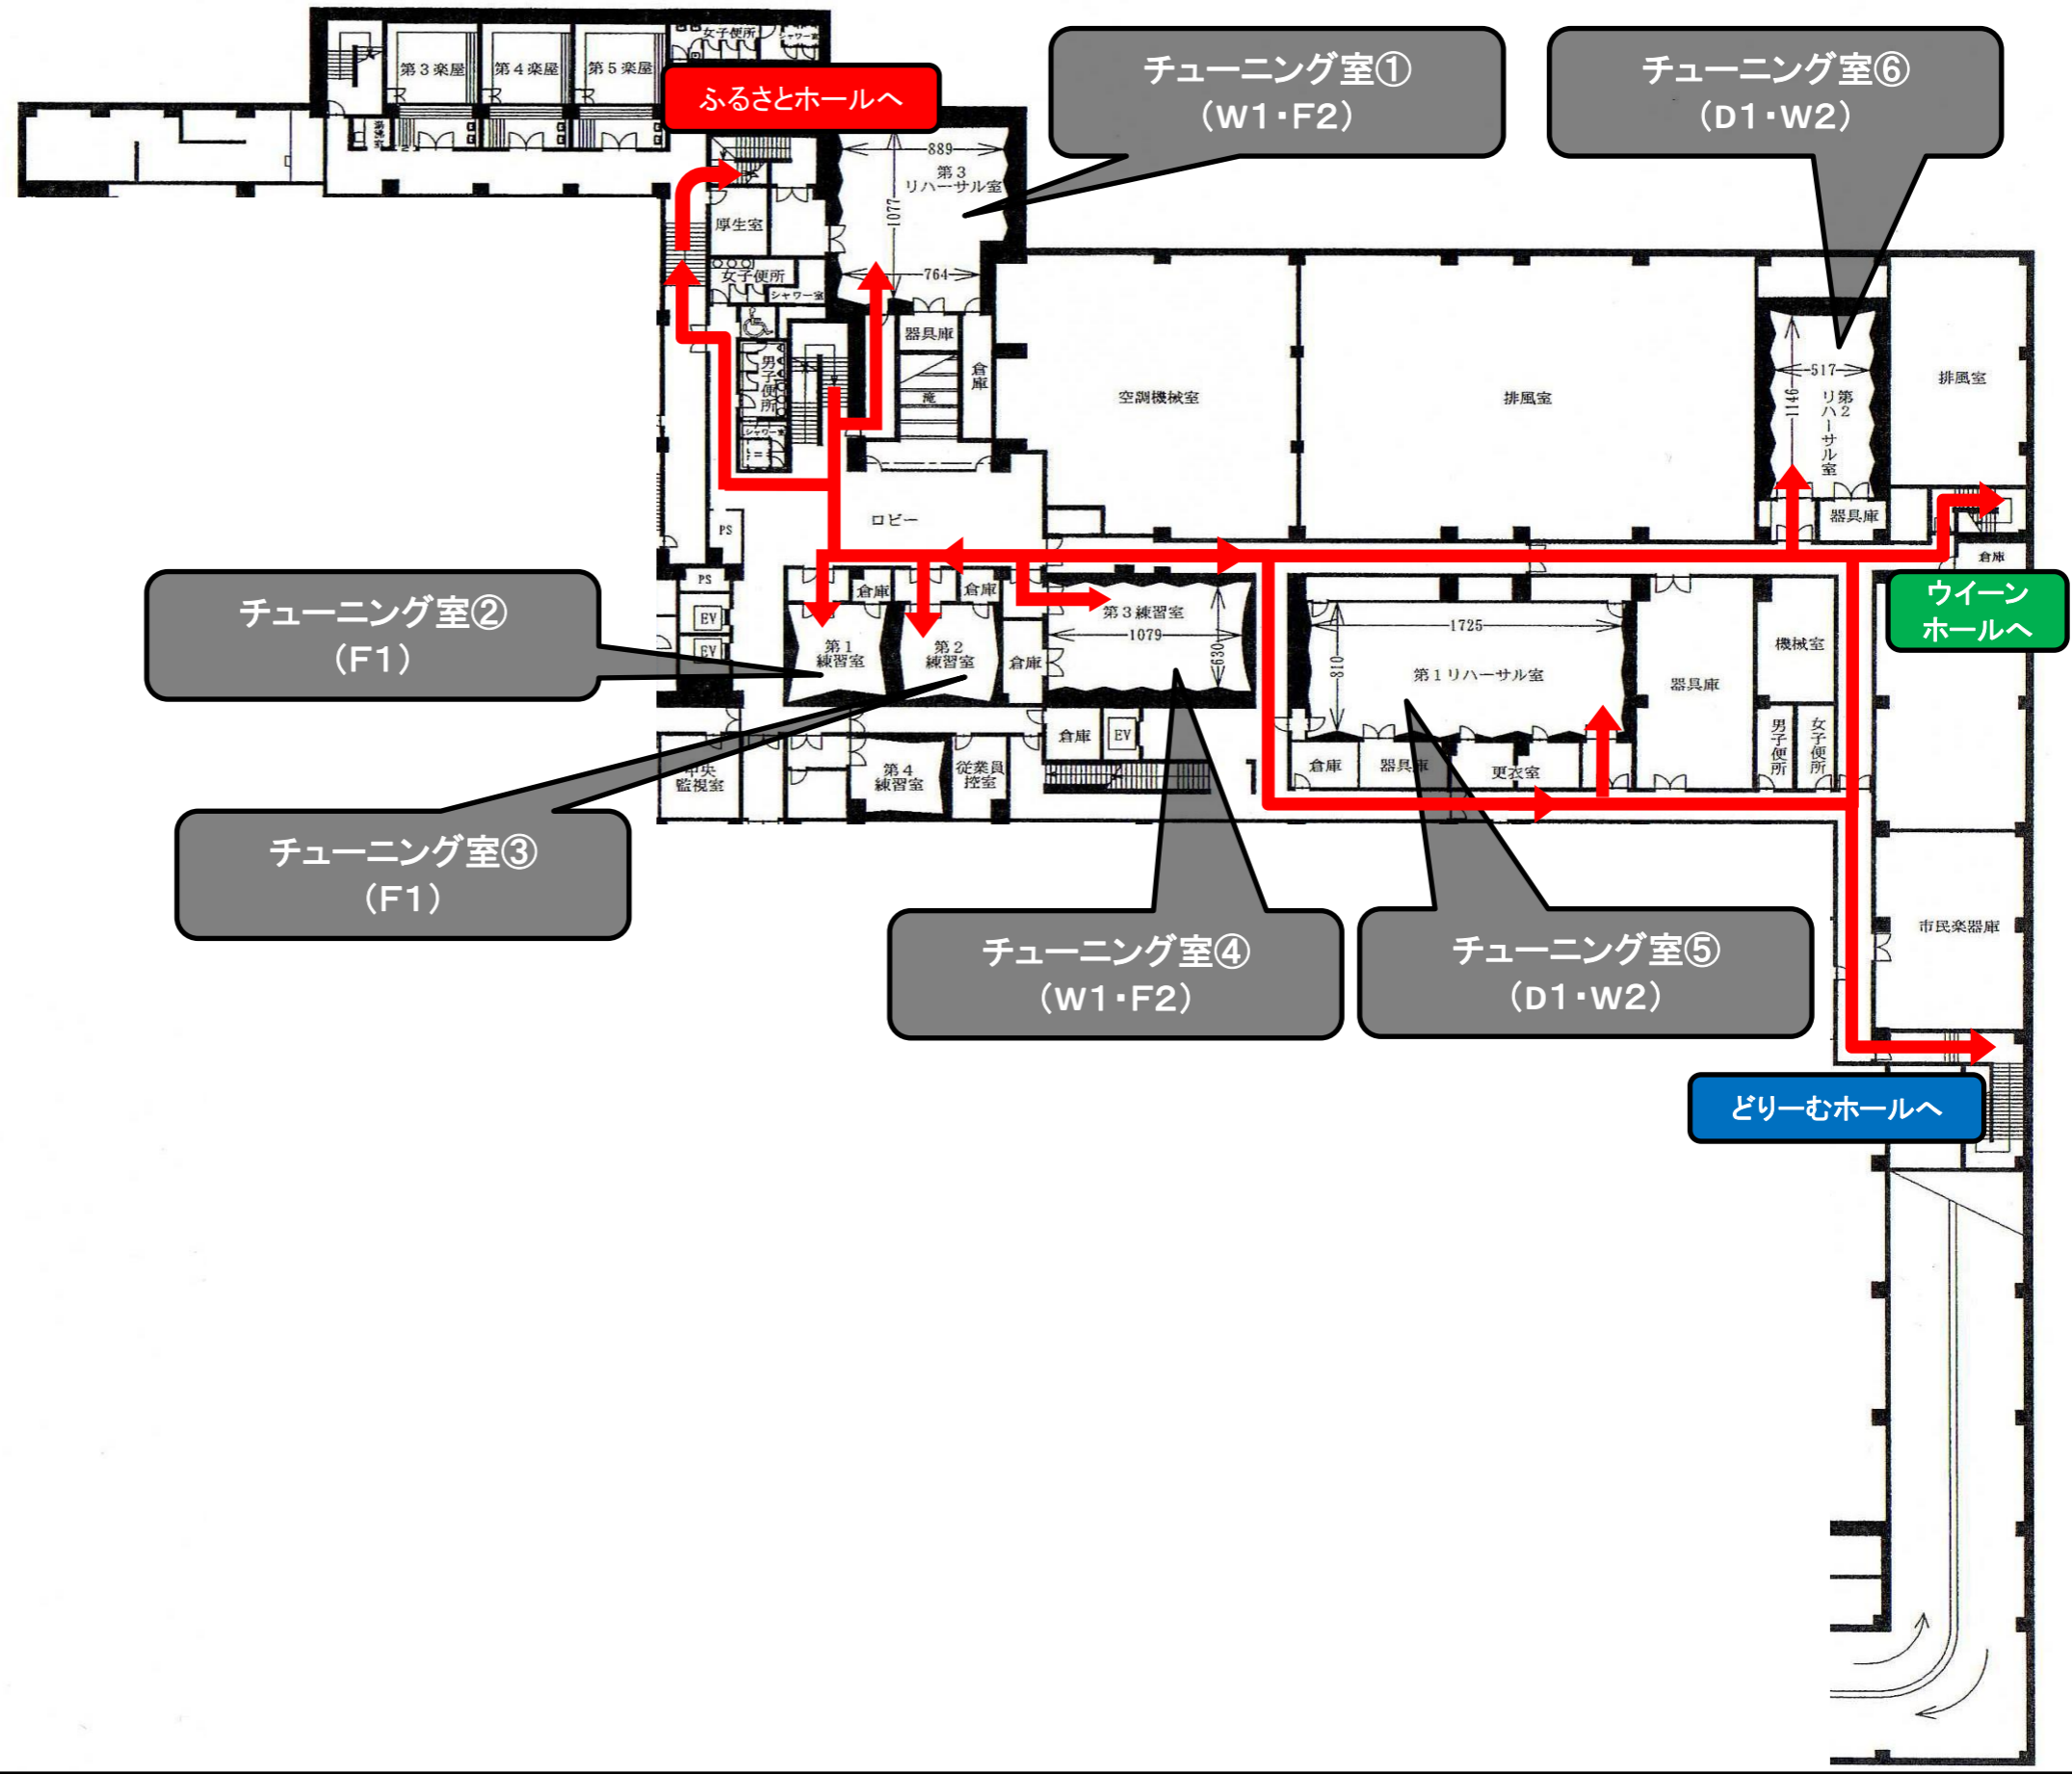 第3楽屋
第4楽屋
第5楽屋
女子便所
シャワー室
ふるさとホールへ
チューニング室①
(W1・F2)
チューニング室⑥
(D1・W2)
889
第3
リハーサル室
1077
764
厚生室
女子便所
シャワー室
器具庫
倉庫
滝
男子便所
シャワー室
空調機械室
排風室
517
1146
第2
リハーサル室
器具庫
排風室
倉庫
ロビー
PS
PS
EV
EV
チューニング室②
(F1)
倉庫
倉庫
第1
練習室
第2
練習室
倉庫
第3練習室
1079
630
1725
810
第1リハーサル室
器具庫
機械室
男子便所
女子便所
ウイーン
ホールへ
中央
監視室
第4
練習室
従業員
控室
倉庫
EV
倉庫
器具庫
更衣室
チューニング室③
(F1)
チューニング室④
(W1・F2)
チューニング室⑤
(D1・W2)
市民楽器庫
どりーむホールへ